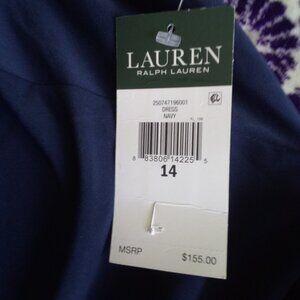 LAUREN
RALPH LAUREN
250747196001
DRESS
NAVY
8 83806 14225 5
14
MSRP
$155.00